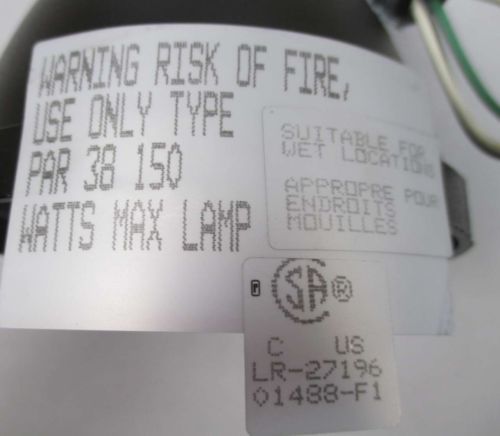 WARNING RISK OF FIRE,
USE ONLY TYPE
PAR 38 150
WATTS MAX LAMP
SUITABLE FOR
WET LOCATIONS
APPROPRE POUR
ENDROITS
MOUILLES
P SA ®
C US
LR-27196
01488-F1